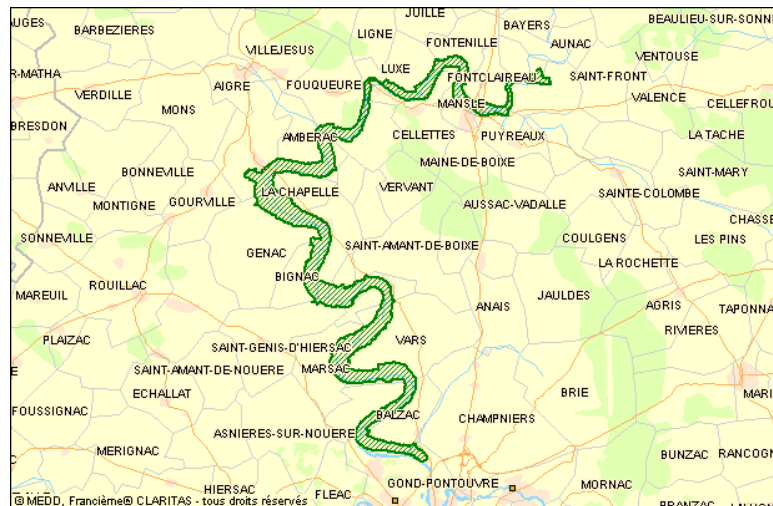 JUILLE
BAYERS
UGES
BARBEZIERES
LIGNE
BEAULIEU-SUR-SONNE
FONTENILLE
AUNAC
VILLEJESUS
VENTOUSE
LUXE
R-MATHA
FOUQUEURE
FONTCLAIREAU
SAINT-FRONT
VERDILLE
AIGRE
VALENCE
CELLEFROU
MONS
MANSLE
BRESDON
AMBERAC
CELLETTES
PUYREAUX
LA TACHE
MAINE-DE-BOIXE
BONNEVILLE
SAINT-MARY
ANVILLE
LA CHAPELLE
VERVANT
SAINTE-COLOMBE
GOURVILLE
MONTIGNE
AUSSAC-VADALLE
CHASSE
SONNEVILLE
COULGENS
LES PINS
GENAC
SAINT-AMANT-DE-BOIXE
LA ROCHETTE
BIGNAC
ROUILLAC
MAREUIL
JAULDES
AGRIS
TAPONNA
ANAIS
RIVIERES
PLAIZAC
VARS
SAINT-GENIS-D'HIERSAC
SAINT-AMANT-DE-NOUERE
MARSAC
ECHALLAT
BRIE
MARI
FOUSSIGNAC
BALZAC
CHAMPNIERS
ASNIERES-SUR-NOUERE
MERIGNAC
BUNZAC
RANCOGN
HIERSAC
FLEAC
GOND-PONTOUVRE
MORNAC
© MEDD, Francième® CLARITAS - tous droits réservés